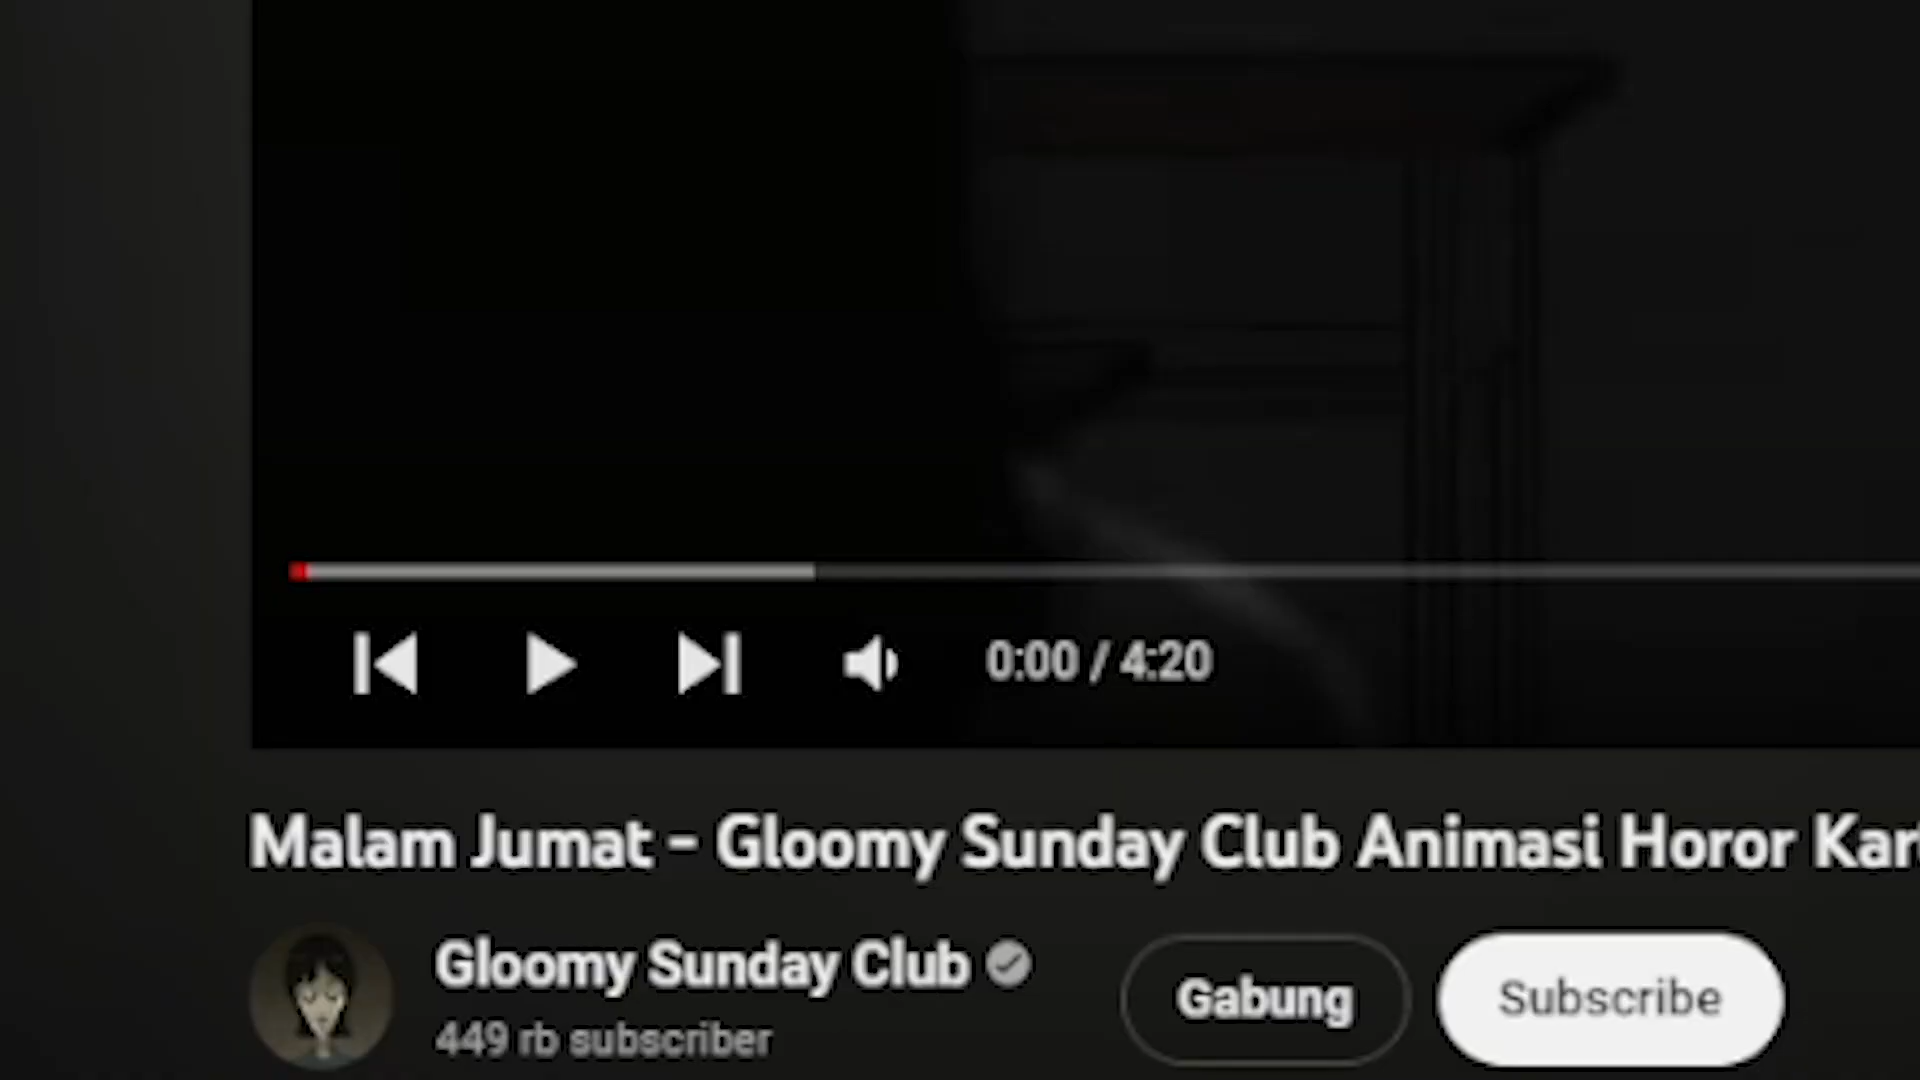 0:00 / 4:20
Malam Jumat - Gloomy Sunday Club Animasi Horor
Gloomy Sunday Club
Gabung
Subscribe
449 rb subscriber